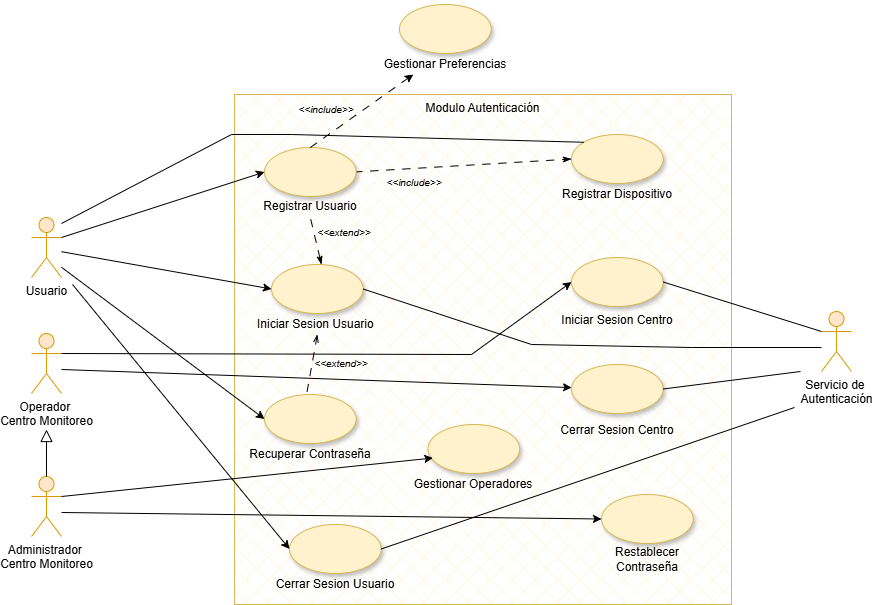 Gestionar Preferencias
<<include>>
Modulo Autenticación
<<include>>
Registrar Usuario
Registrar Dispositivo
<<extend>>
Usuario
Iniciar Sesion Usuario
Iniciar Sesion Centro
<<extend>>
Servicio de
Autenticación
Operador
Centro Monitoreo
Cerrar Sesion Centro
Recuperar Contraseña
Gestionar Operadores
Administrador
Centro Monitoreo
Restablecer
Contraseña
Cerrar Sesion Usuario